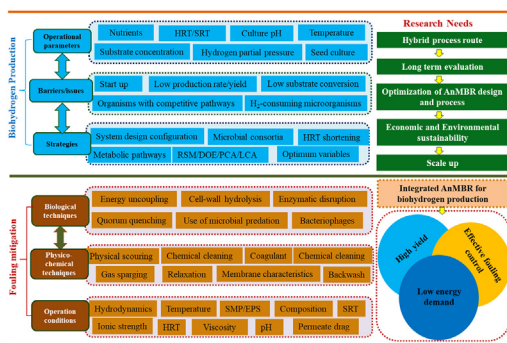 Biohydrogen Production
Operational parameters
Nutrients
HRT/SRT
Culture pH
Temperature
Substrate concentration
Hydrogen partial pressure
Seed culture
Barriers/issues
Start up
Low production rate/yield
Low substrate conversion
Organisms with competitive pathways
H₂-consuming microorganisms
Strategies
System design configuration
Microbial consortia
HRT shortening
Metabolic pathways
RSM/DOE/PCA/LCA
Optimum variables
Research Needs
Hybrid process route
Long term evaluation
Optimization of AnMBR design
and process
Economic and Environmental
sustainability
Scale up
Fouling mitigation
Biological
techniques
Energy uncoupling
Cell-wall hydrolysis
Enzymatic disruption
Quorum quenching
Use of microbial predation
Bacteriophages
Physico-
chemical
techniques
Physical scouring
Chemical cleaning
Coagulant
Chemical cleaning
Gas sparging
Relaxation
Membrane characteristics
Backwash
Operation
conditions
Hydrodynamics
Temperature
SMP/EPS
Composition
SRT
Ionic strength
HRT
Viscosity
pH
Permeate drag
Integrated AnMBR for
biohydrogen production
High yield
Effective fouling
control
Low energy
demand